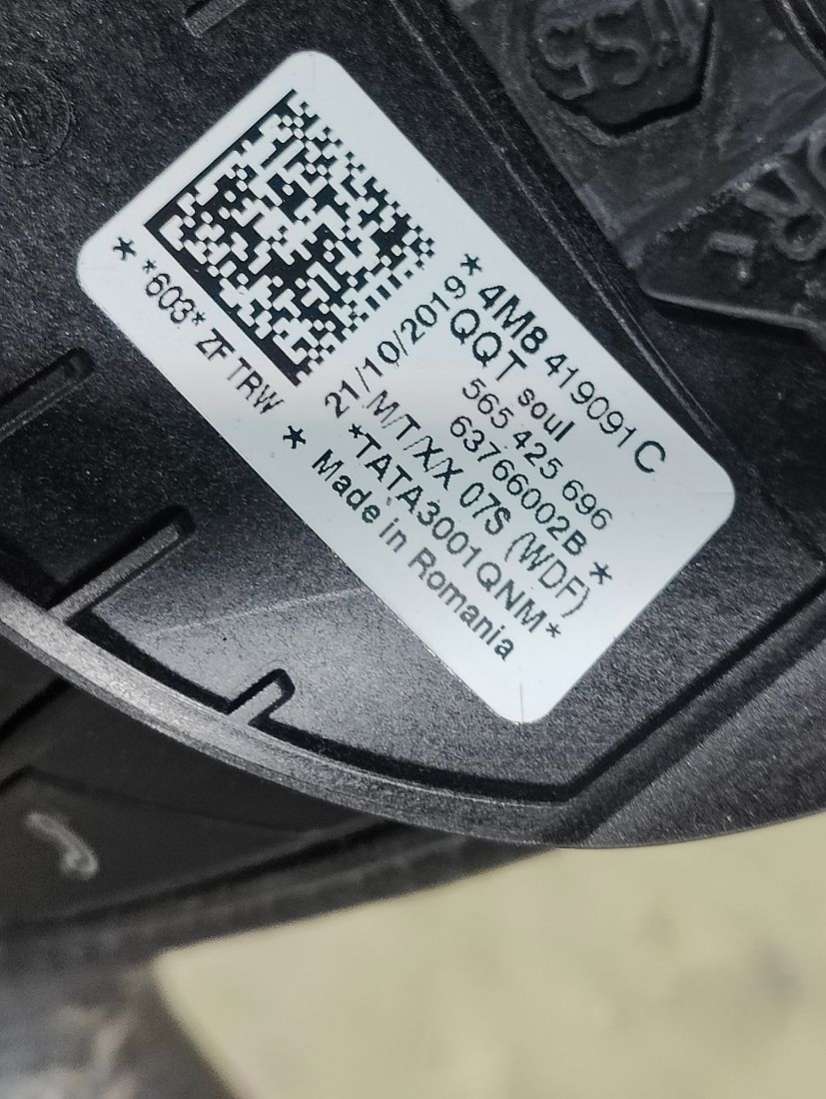 * 4M8 419091 C
QQT soul
565 425 696
21/10/2019 63766002B *
M/T/X/X 07S (WDF)
*TATA3001QNM*
* Made in Romania
* *603* ZF TRW